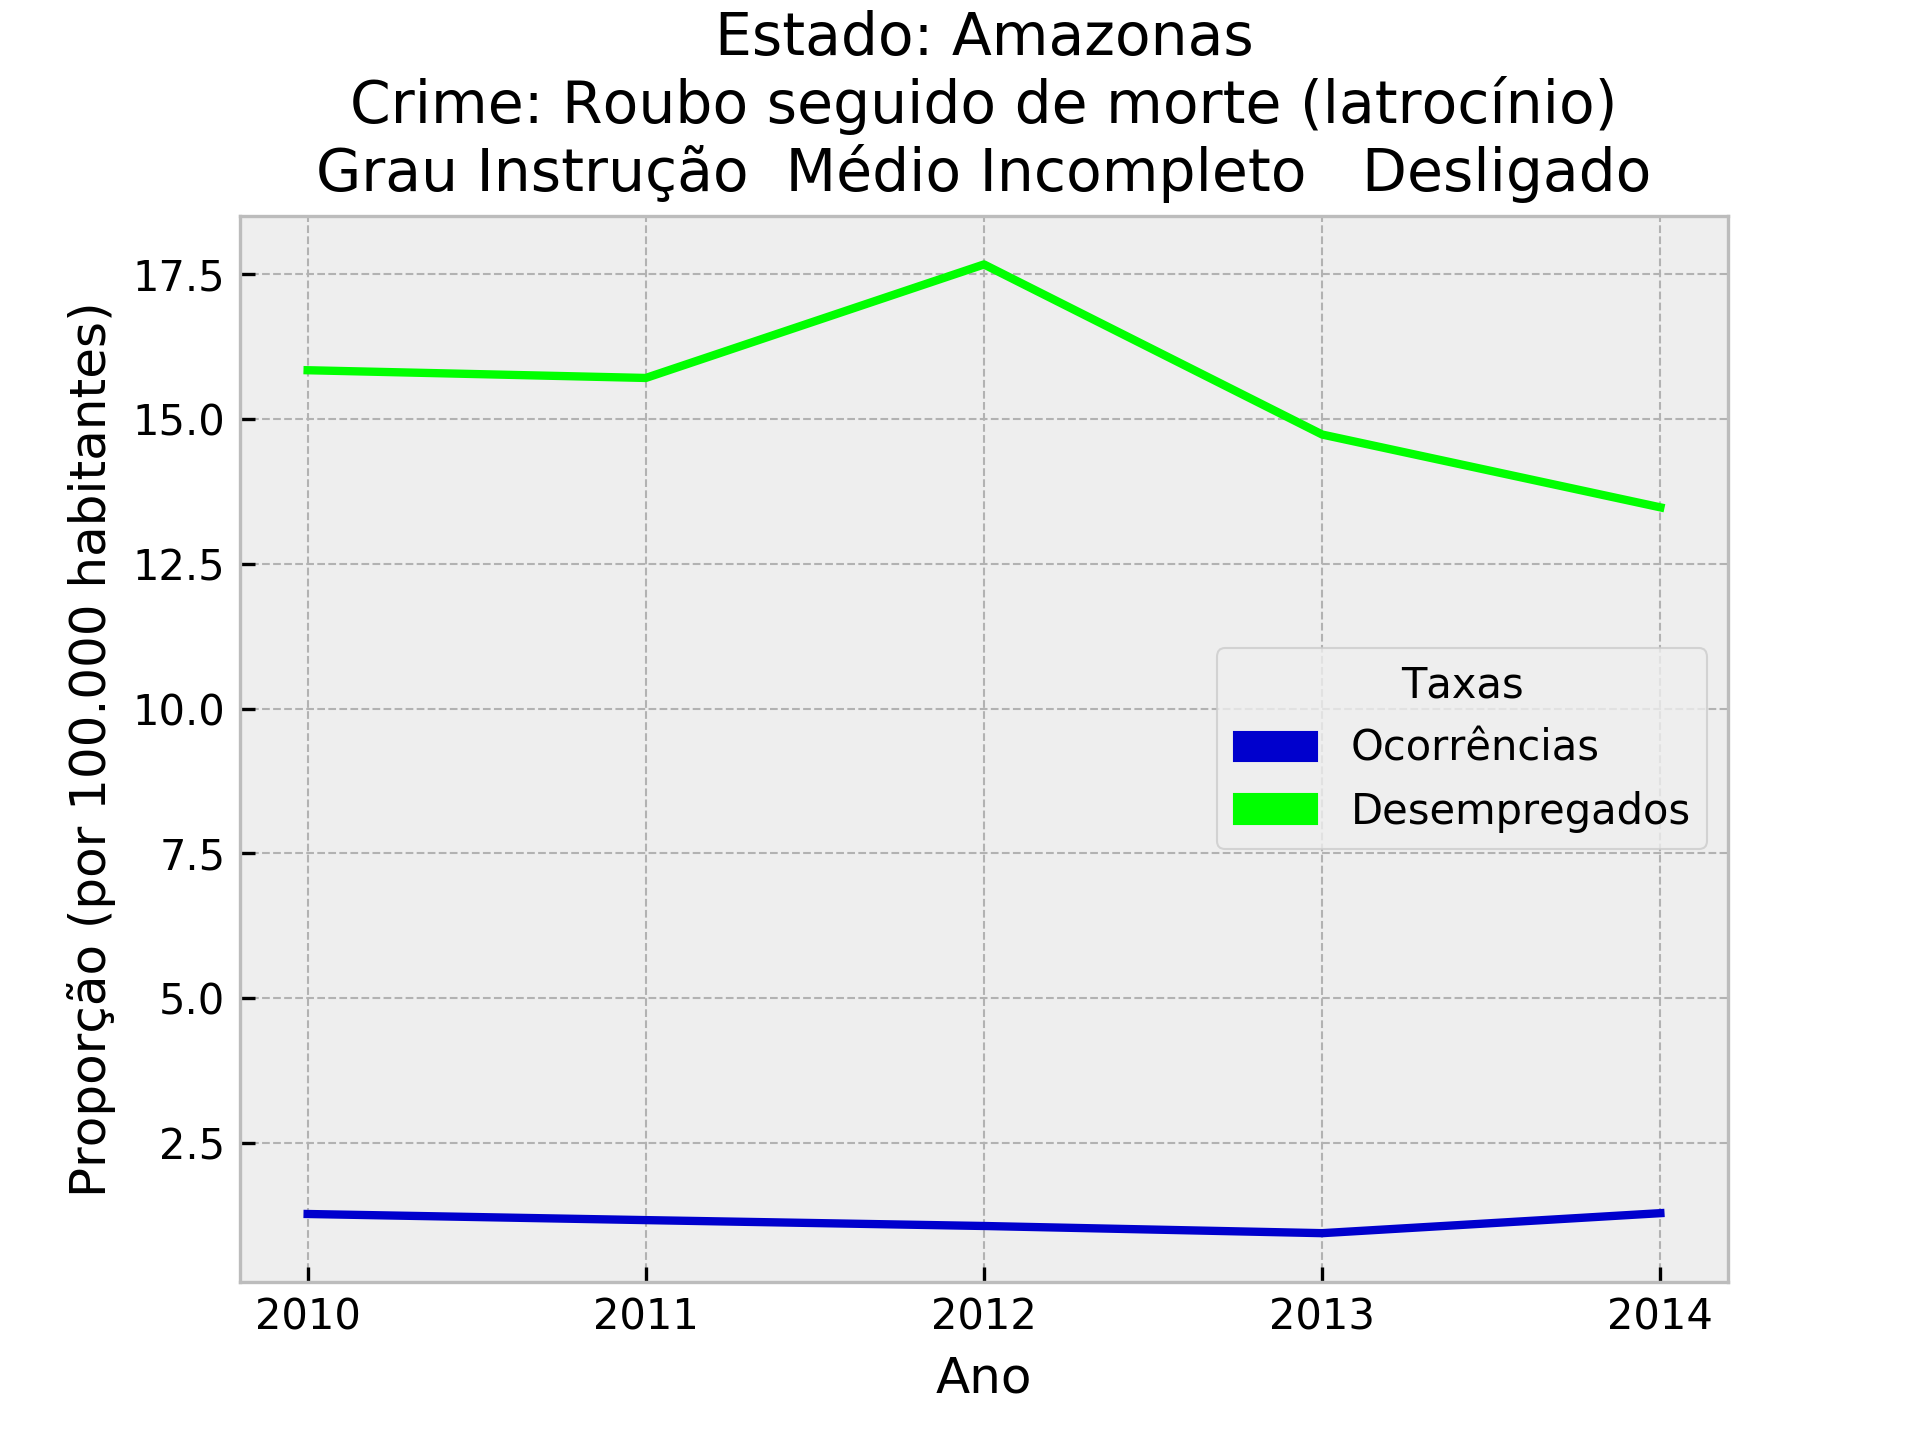 Estado: Amazonas
Crime: Roubo seguido de morte (latrocínio)
Grau Instrução  Médio Incompleto   Desligado
Proporção (por 100.000 habitantes)
17.5
15.0
12.5
10.0
7.5
5.0
2.5
Taxas
Ocorrências
Desempregados
2010 2011 2012 2013 2014
Ano